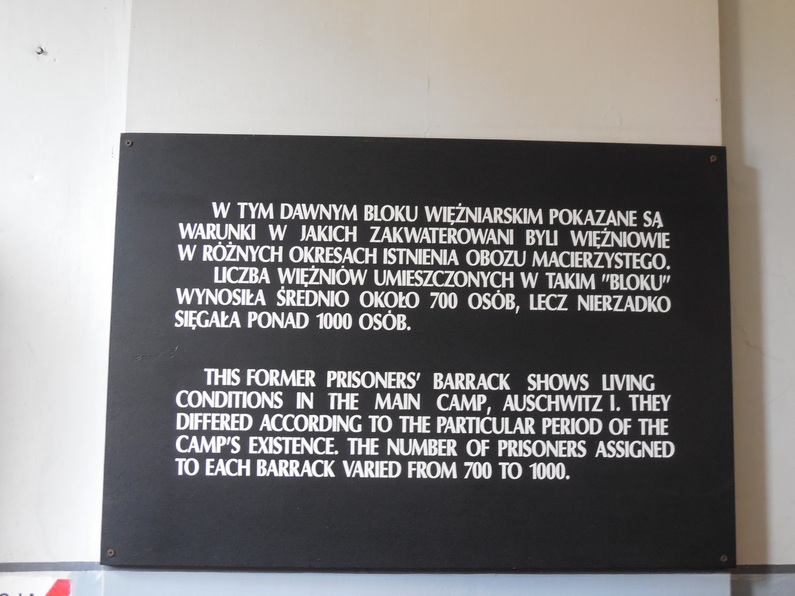 W TYM DAWNYM BLOKU WIĘŹNIARSKIM POKAZANE SĄ
WARUNKI W JAKICH ZAKWATEROWANI BYLI WIĘŹNIOWIE
W RÓŻNYCH OKRESACH ISTNIENIA OBOZU MACIERZYSTEGO.
LICZBA WIĘŹNIÓW UMIESZCZONYCH W TAKIM "BLOKU"
WYNOSIŁA ŚREDNIO OKOŁO 700 OSÓB, LECZ NIERZADKO
SIĘGAŁA PONAD 1000 OSÓB.
THIS FORMER PRISONERS' BARRACK SHOWS LIVING
CONDITIONS IN THE MAIN CAMP, AUSCHWITZ I. THEY
DIFFERED ACCORDING TO THE PARTICULAR PERIOD OF THE
CAMP'S EXISTENCE. THE NUMBER OF PRISONERS ASSIGNED
TO EACH BARRACK VARIED FROM 700 TO 1000.